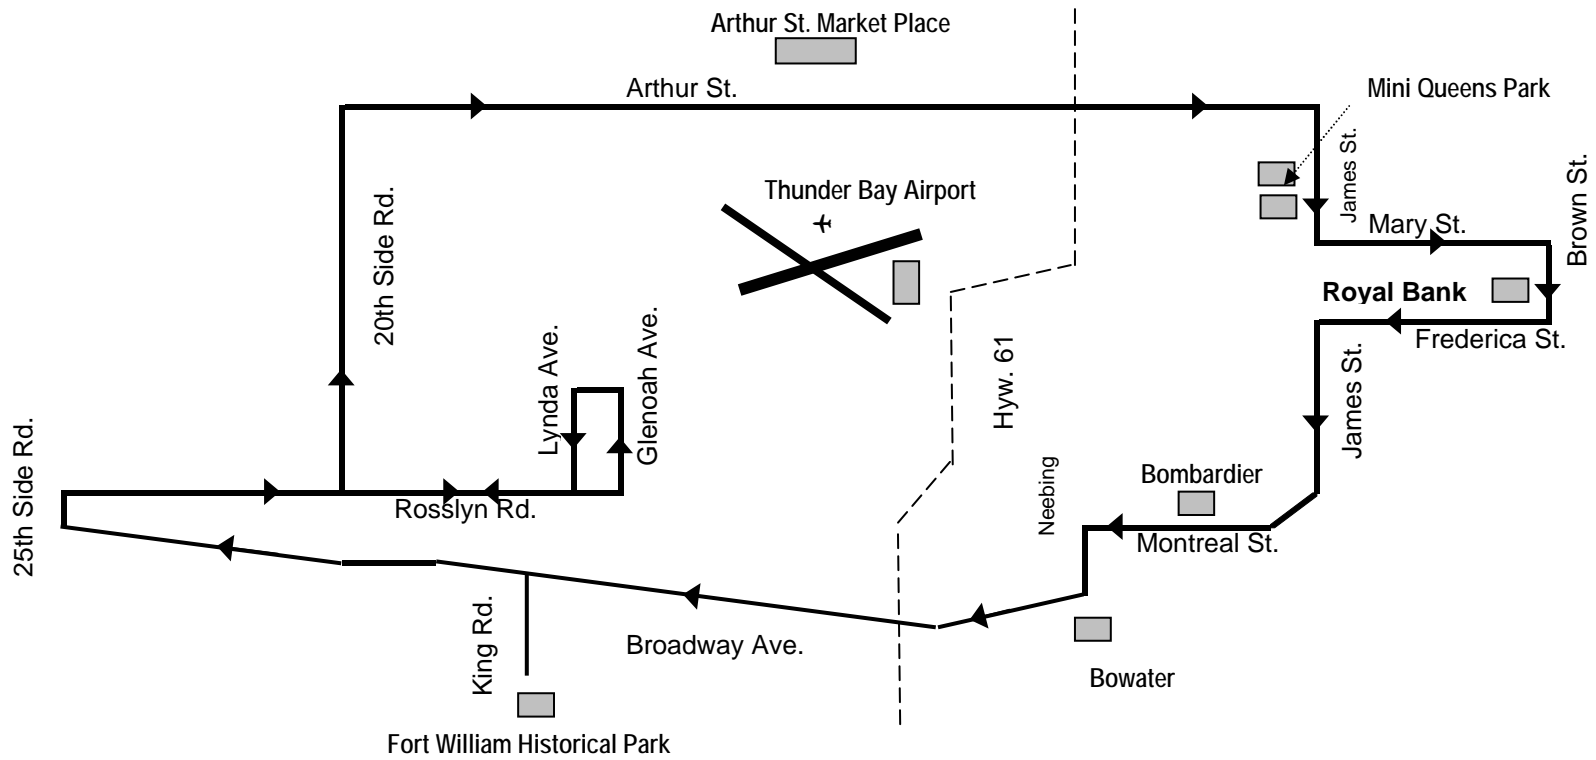 Arthur St. Market Place
Arthur St.
Mini Queens Park
James St.
Brown St.
Thunder Bay Airport
20th Side Rd.
Mary St.
Royal Bank
Frederica St.
Hyw. 61
Lynda Ave.
Glenoah Ave.
James St.
25th Side Rd.
Rosslyn Rd.
Neebing
Bombardier
Montreal St.
King Rd.
Broadway Ave.
Bowater
Fort William Historical Park